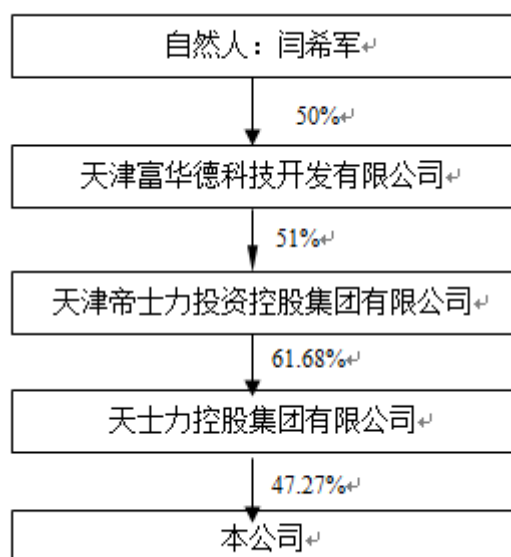 自然人：闫希军
50%
天津富华德科技开发有限公司
51%
天津帝士力投资控股集团有限公司
61.68%
天士力控股集团有限公司
47.27%
本公司